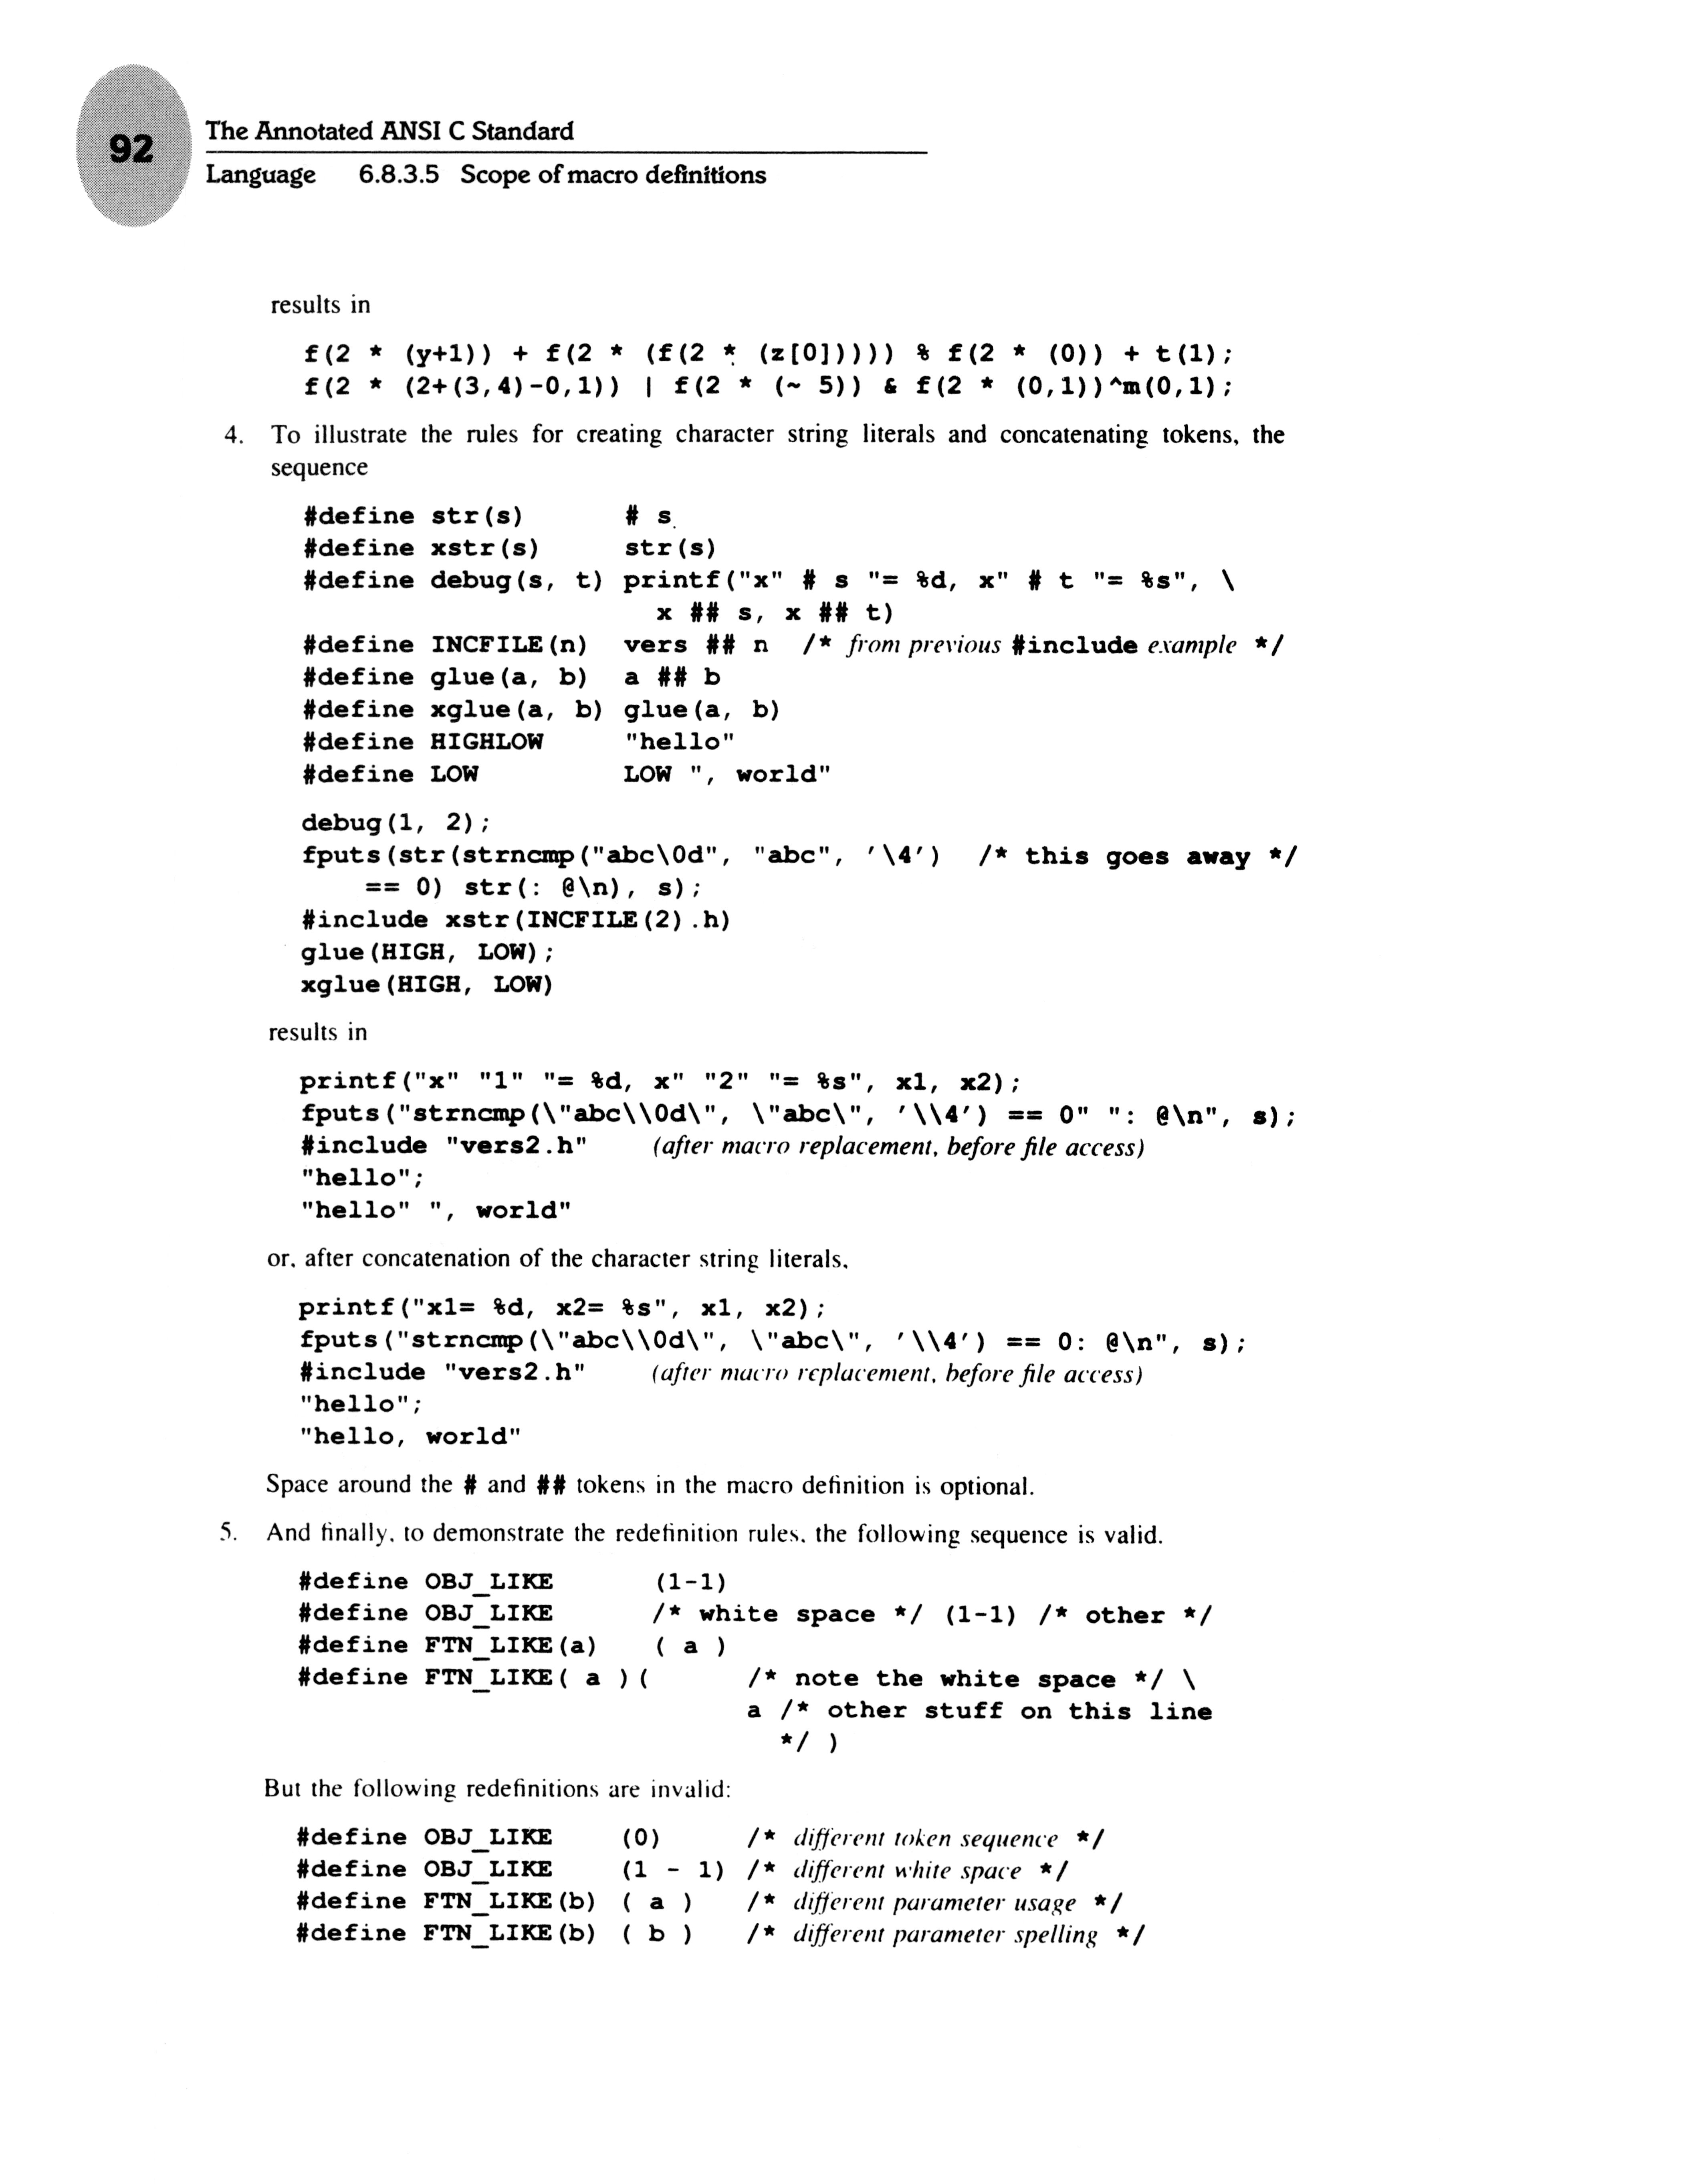 92
The Annotated ANSI C Standard
Language 6.8.3.5 Scope of macro definitions
results in
f(2 * (y+1)) + f(2 * (f(2 * (z[0])))) % f(2 * (0)) + t(1);
f(2 * (2+(3,4)-0,1)) | f(2 * (~ 5)) & f(2 * (0,1))^m(0,1);
4. To illustrate the rules for creating character string literals and concatenating tokens, the
sequence
#define str(s) # s
#define xstr(s) str(s)
#define debug(s, t) printf("x" # s "= %d, x" # t "= %s", \
x ## s, x ## t)
#define INCFILE(n) vers ## n /* from previous #include example */
#define glue(a, b) a ## b
#define xglue(a, b) glue(a, b)
#define HIGHLOW "hello"
#define LOW LOW ", world"
debug(1, 2);
fputs(str(strncmp("abc\0d", "abc", '\4') /* this goes away */
== 0) str(: @\n), s);
#include xstr(INCFILE(2).h)
glue(HIGH, LOW);
xglue(HIGH, LOW)
results in
printf("x" "1" "= %d, x" "2" "= %s", x1, x2);
fputs("strncmp(\"abc\\0d\", \"abc\", '\\4') == 0" ": @\n", s);
#include "vers2.h" (after macro replacement, before file access)
"hello";
"hello" ", world"
or, after concatenation of the character string literals,
printf("x1= %d, x2= %s", x1, x2);
fputs("strncmp(\"abc\\0d\", \"abc\", '\\4') == 0: @\n", s);
#include "vers2.h" (after macro replacement, before file access)
"hello";
"hello, world"
Space around the # and ## tokens in the macro definition is optional.
5. And finally, to demonstrate the redefinition rules, the following sequence is valid.
#define OBJ_LIKE (1-1)
#define OBJ_LIKE /* white space */ (1-1) /* other */
#define FTN_LIKE(a) ( a )
#define FTN_LIKE( a )( /* note the white space */ \
a /* other stuff on this line
*/ )
But the following redefinitions are invalid:
#define OBJ_LIKE (0) /* different token sequence */
#define OBJ_LIKE (1 - 1) /* different white space */
#define FTN_LIKE(b) ( a ) /* different parameter usage */
#define FTN_LIKE(b) ( b ) /* different parameter spelling */